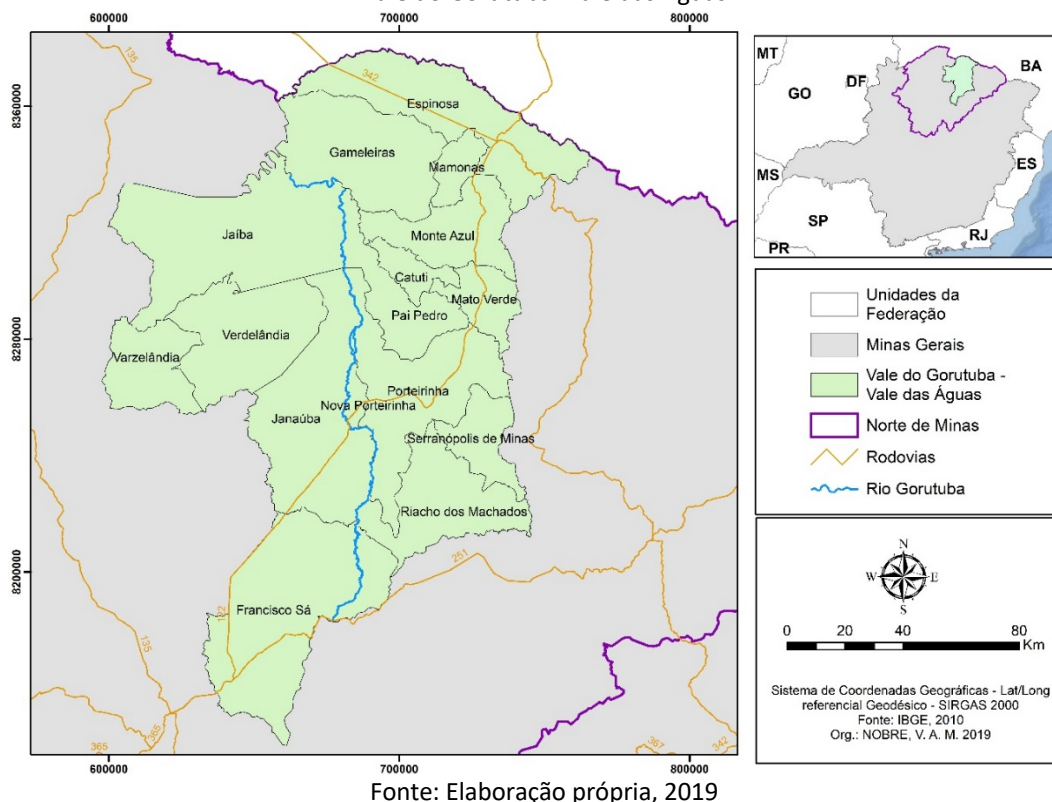 600000
700000
800000
8360000
8280000
8200000
135
342
Espinosa
Gameleiras
Mamonas
Jaíba
Monte Azul
Catuti
Mato Verde
Pai Pedro
Verdelândia
Varzelândia
Porteirinha
Janaúba
Nova Porteirinha
Serranópolis de Minas
Riacho dos Machados
251
Francisco Sá
122
135
365
365
367
342
600000
700000
800000
MT
DF
BA
GO
MS
ES
SP
RJ
PR
Unidades da
Federação
Minas Gerais
Vale do Gorutuba -
Vale das Águas
Norte de Minas
Rodovias
Rio Gorutuba
N
W
E
S
0 20 40 80
Km
Sistema de Coordenadas Geográficas - Lat/Long
referencial Geodésico - SIRGAS 2000
Fonte: IBGE, 2010
Org.: NOBRE, V. A. M. 2019
Fonte: Elaboração própria, 2019